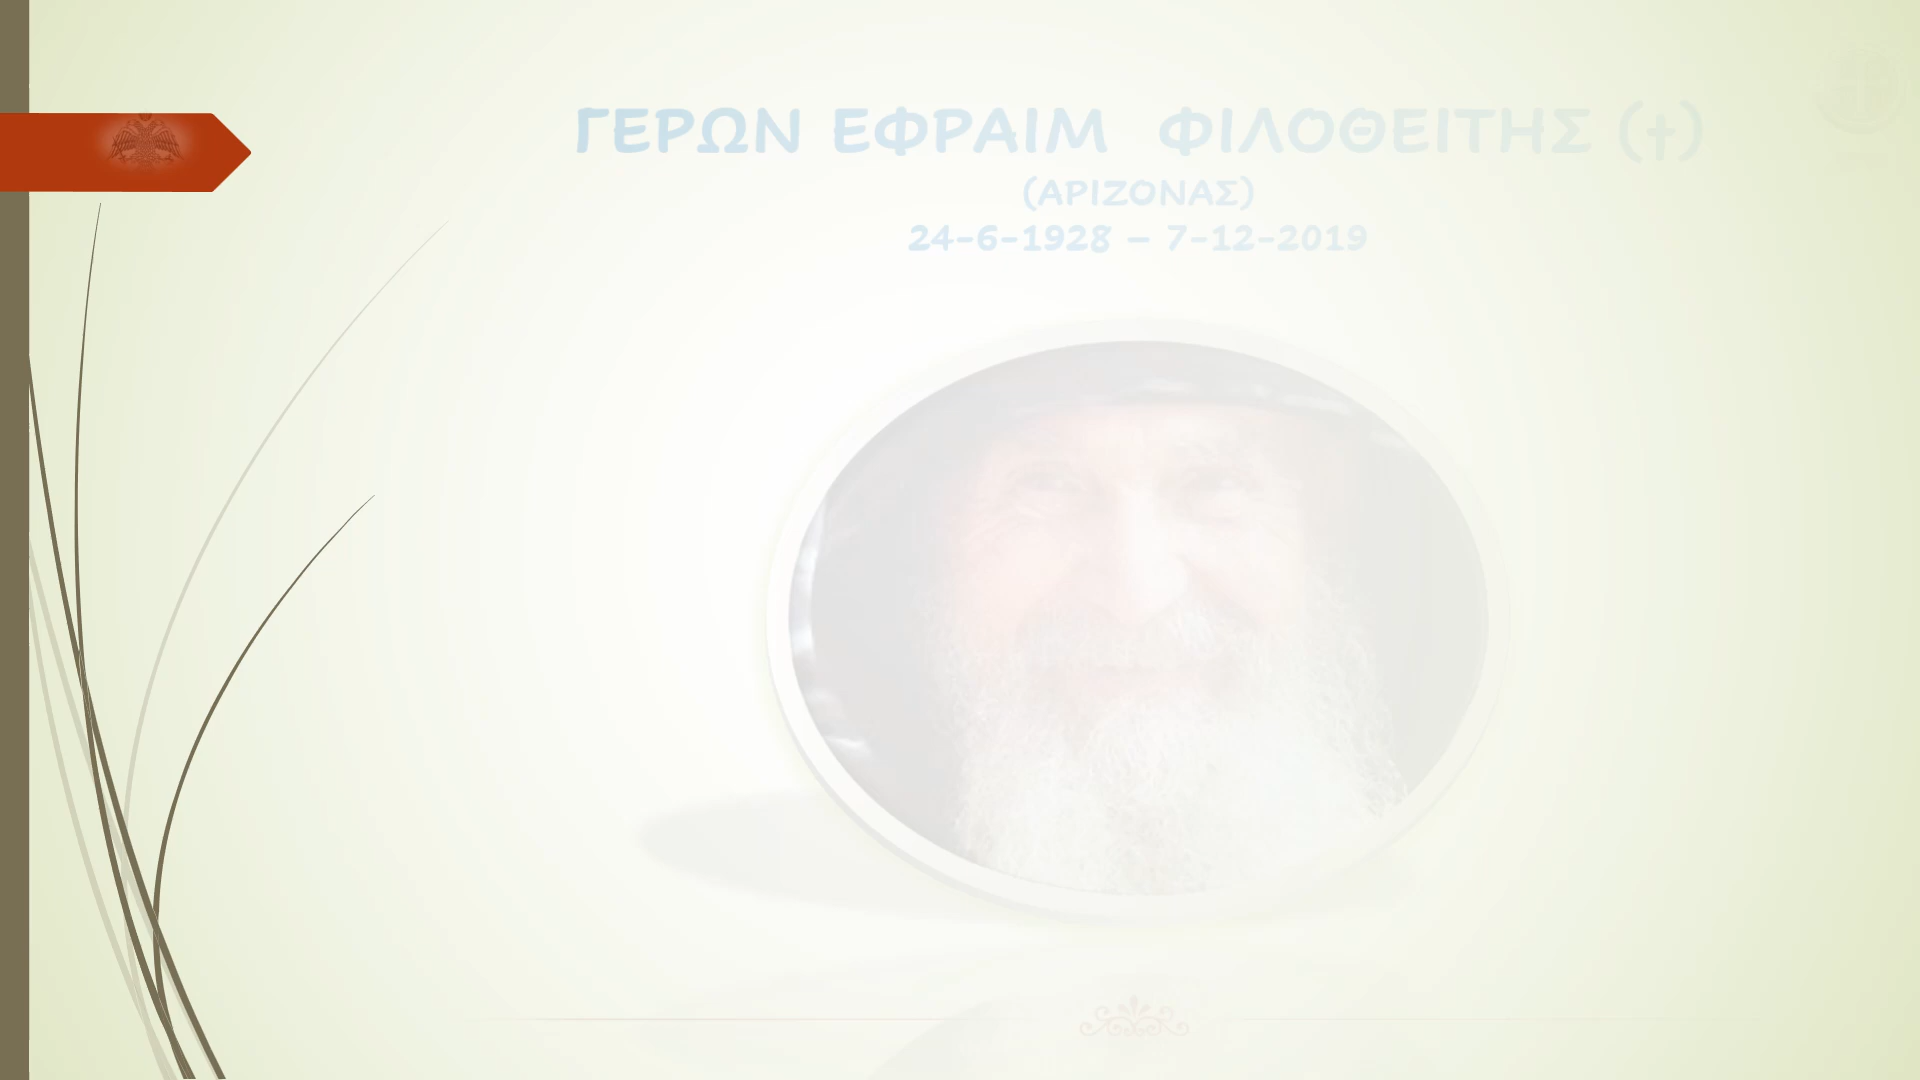 ΓΕΡΩΝ ΕΦΡΑΙΜ ΦΙΛΟΘΕΙΤΗΣ (†)
(ΑΡΙΖΟΝΑΣ)
24-6-1928 – 7-12-2019